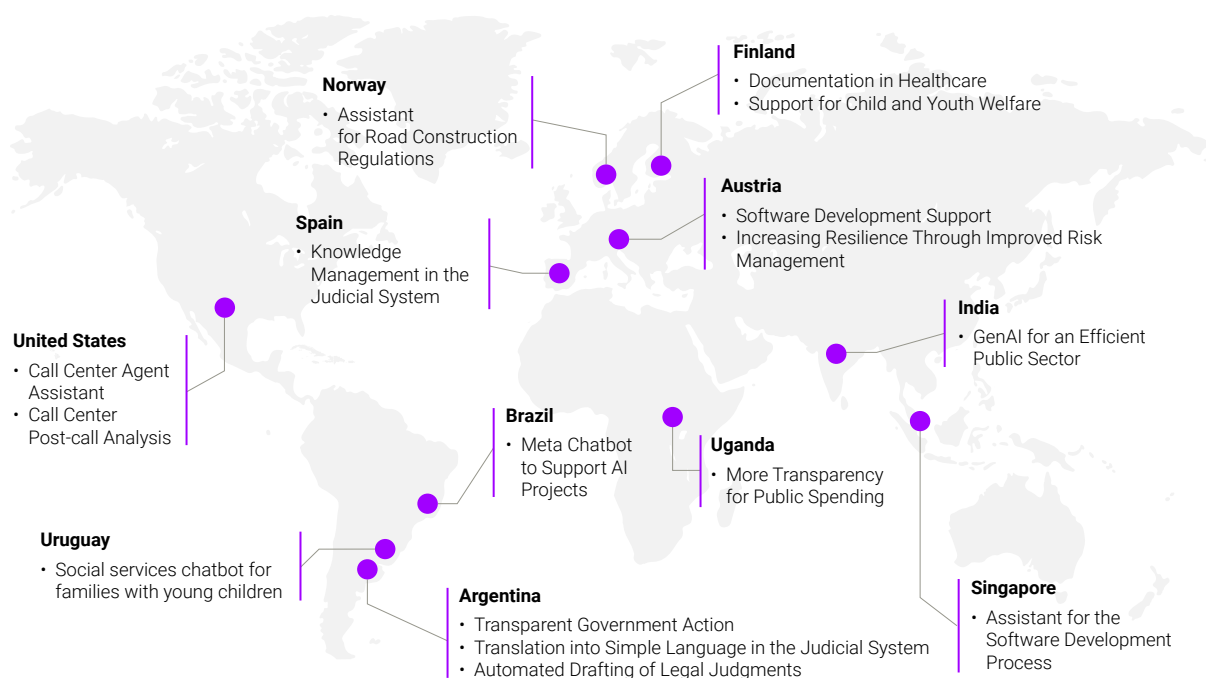 Finland
• Documentation in Healthcare
• Support for Child and Youth Welfare
Norway
• Assistant
for Road Construction
Regulations
Austria
• Software Development Support
• Increasing Resilience Through Improved Risk
Management
Spain
• Knowledge
Management in the
Judicial System
India
• GenAI for an Efficient
Public Sector
United States
• Call Center Agent
Assistant
• Call Center
Post-call Analysis
Brazil
• Meta Chatbot
to Support AI
Projects
Uganda
• More Transparency
for Public Spending
Uruguay
• Social services chatbot for
families with young children
Argentina
• Transparent Government Action
• Translation into Simple Language in the Judicial System
• Automated Drafting of Legal Judgments
Singapore
• Assistant for the
Software Development
Process